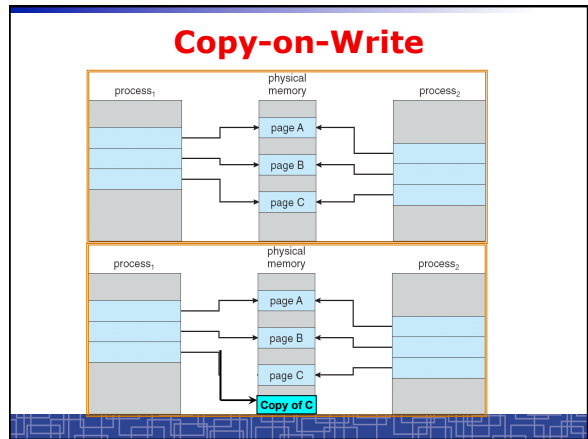 Copy-on-Write
physical
memory
process₁
process₂
page A
page B
page C
physical
memory
process₁
process₂
page A
page B
page C
Copy of C